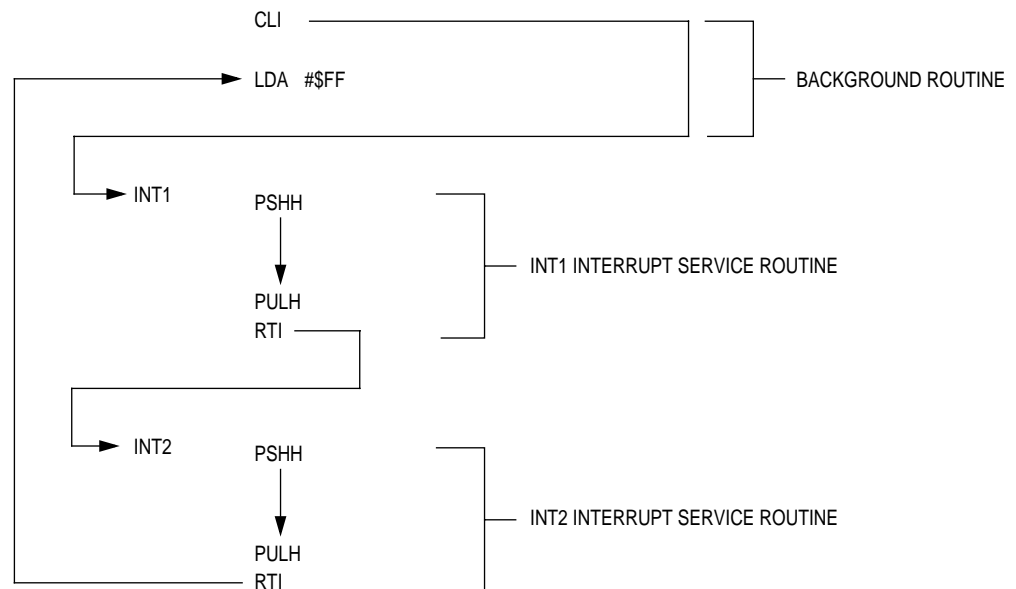 CLI
LDA #$FF
BACKGROUND ROUTINE
INT1
PSHH
INT1 INTERRUPT SERVICE ROUTINE
PULH
RTI
INT2
PSHH
INT2 INTERRUPT SERVICE ROUTINE
PULH
RTI